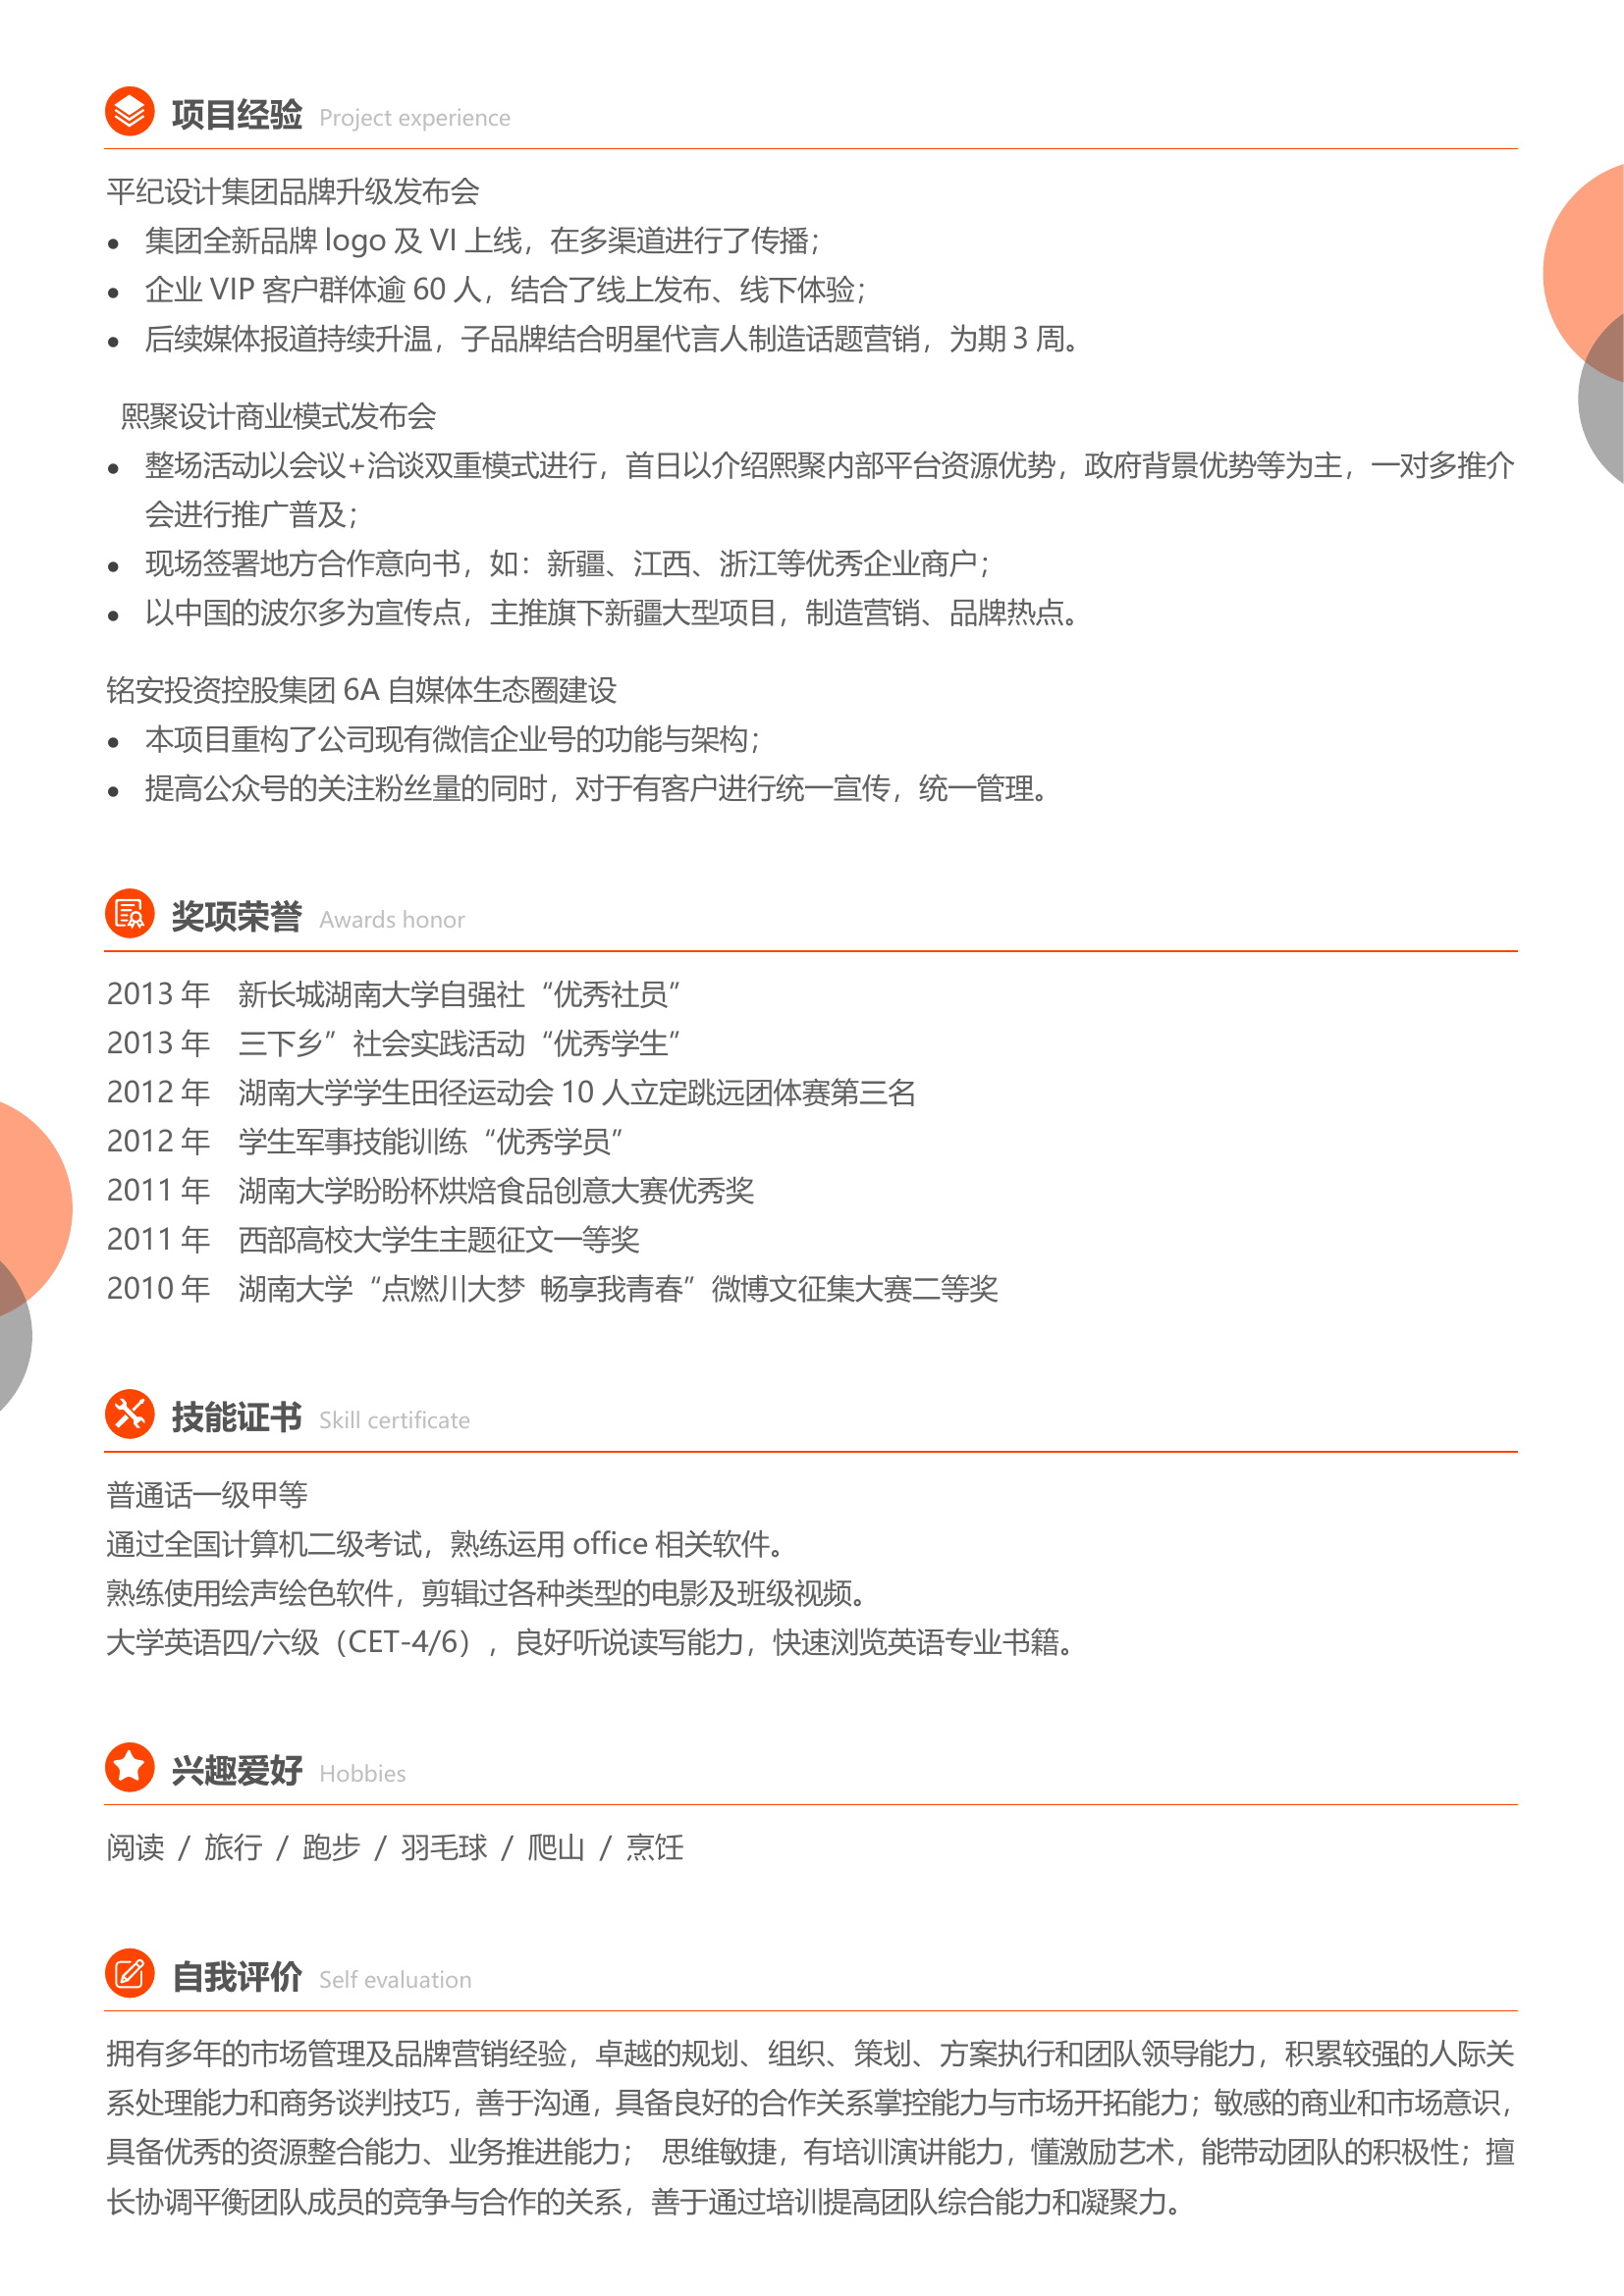 项目经验 Project experience
平纪设计集团品牌升级发布会
● 集团全新品牌 logo 及 VI 上线，在多渠道进行了传播；
● 企业 VIP 客户群体逾 60 人，结合了线上发布、线下体验；
● 后续媒体报道持续升温，子品牌结合明星代言人制造话题营销，为期 3 周。
熙聚设计商业模式发布会
● 整场活动以会议+洽谈双重模式进行，首日以介绍熙聚内部平台资源优势，政府背景优势等为主，一对多推介
会进行推广普及；
● 现场签署地方合作意向书，如：新疆、江西、浙江等优秀企业商户；
● 以中国的波尔多为宣传点，主推旗下新疆大型项目，制造营销、品牌热点。
铭安投资控股集团 6A 自媒体生态圈建设
● 本项目重构了公司现有微信企业号的功能与架构；
● 提高公众号的关注粉丝量的同时，对于有客户进行统一宣传，统一管理。
奖项荣誉 Awards honor
2013 年 新长城湖南大学自强社“优秀社员”
2013 年 三下乡”社会实践活动“优秀学生”
2012 年 湖南大学学生田径运动会 10 人立定跳远团体赛第三名
2012 年 学生军事技能训练“优秀学员”
2011 年 湖南大学盼盼杯烘焙食品创意大赛优秀奖
2011 年 西部高校大学生主题征文一等奖
2010 年 湖南大学“点燃川大梦 畅享我青春”微博文征集大赛二等奖
技能证书 Skill certificate
普通话一级甲等
通过全国计算机二级考试，熟练运用 office 相关软件。
熟练使用绘声绘色软件，剪辑过各种类型的电影及班级视频。
大学英语四/六级（CET-4/6），良好听说读写能力，快速浏览英语专业书籍。
兴趣爱好 Hobbies
阅读 / 旅行 / 跑步 / 羽毛球 / 爬山 / 烹饪
自我评价 Self evaluation
拥有多年的市场管理及品牌营销经验，卓越的规划、组织、策划、方案执行和团队领导能力，积累较强的人际关
系处理能力和商务谈判技巧，善于沟通，具备良好的合作关系掌控能力与市场开拓能力；敏感的商业和市场意识，
具备优秀的资源整合能力、业务推进能力； 思维敏捷，有培训演讲能力，懂激励艺术，能带动团队的积极性；擅
长协调平衡团队成员的竞争与合作的关系，善于通过培训提高团队综合能力和凝聚力。